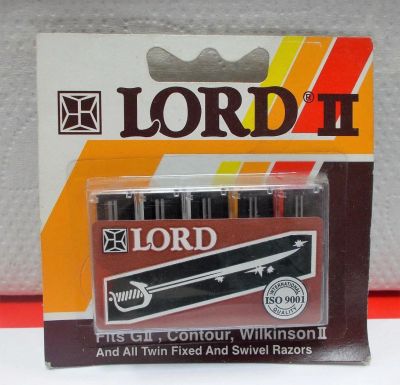 LORD® II
LORD
INTERNATIONAL
ISO 9001
QUALITY
Fits GII, Contour, Wilkinson II
And All Twin Fixed And Swivel Razors